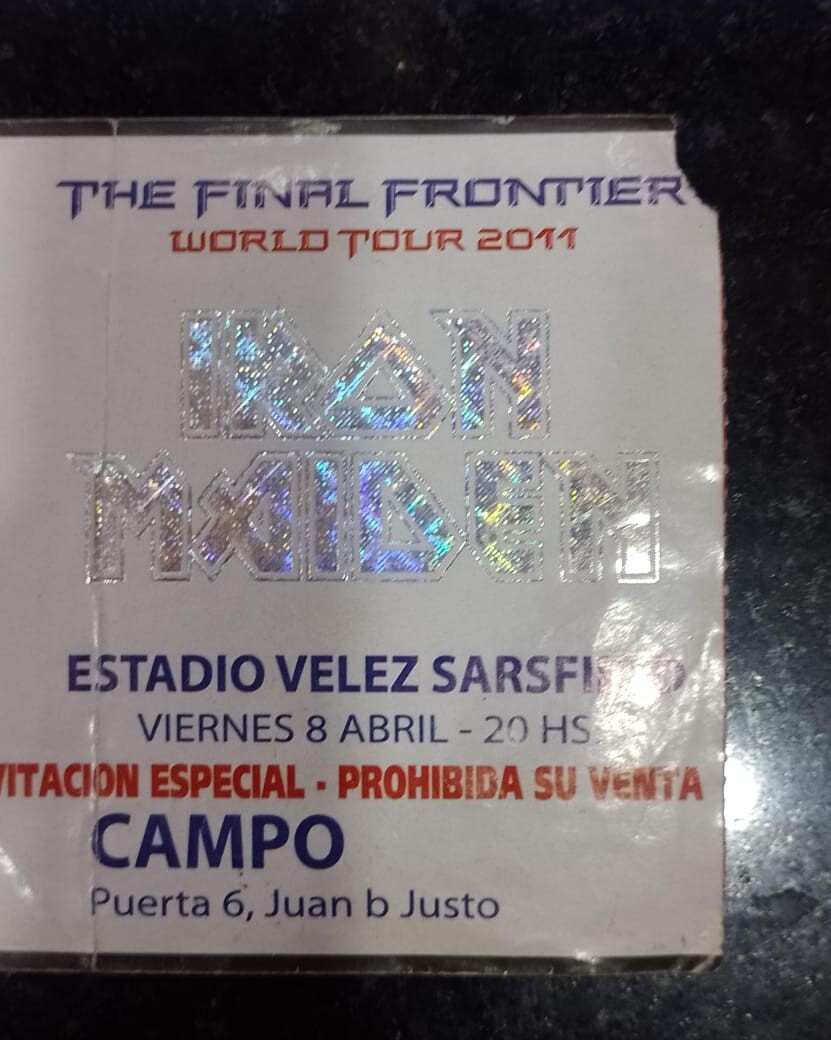 THE FINAL FRONTIER
WORLD TOUR 2011
IRON
MAIDEN
ESTADIO VELEZ SARSFIELD
VIERNES 8 ABRIL - 20 HS.
VITACION ESPECIAL - PROHIBIDA SU VENTA
CAMPO
Puerta 6, Juan b Justo